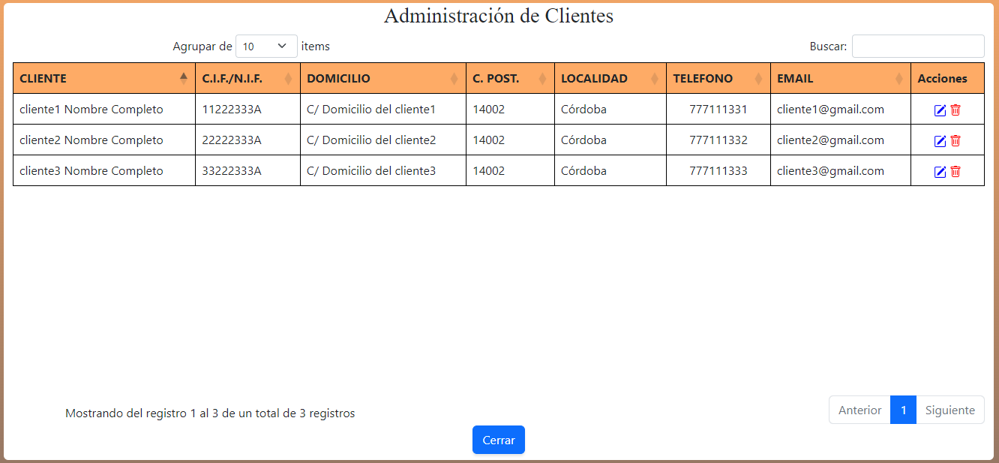 Administración de Clientes
Agrupar de 10 items Buscar:
CLIENTE C.I.F./N.I.F. DOMICILIO C. POST. LOCALIDAD TELEFONO EMAIL Acciones
cliente1 Nombre Completo 11222333A C/ Domicilio del cliente1 14002 Córdoba 777111331 cliente1@gmail.com
cliente2 Nombre Completo 22222333A C/ Domicilio del cliente2 14002 Córdoba 777111332 cliente2@gmail.com
cliente3 Nombre Completo 33222333A C/ Domicilio del cliente3 14002 Córdoba 777111333 cliente3@gmail.com
Mostrando del registro 1 al 3 de un total de 3 registros Anterior 1 Siguiente
Cerrar